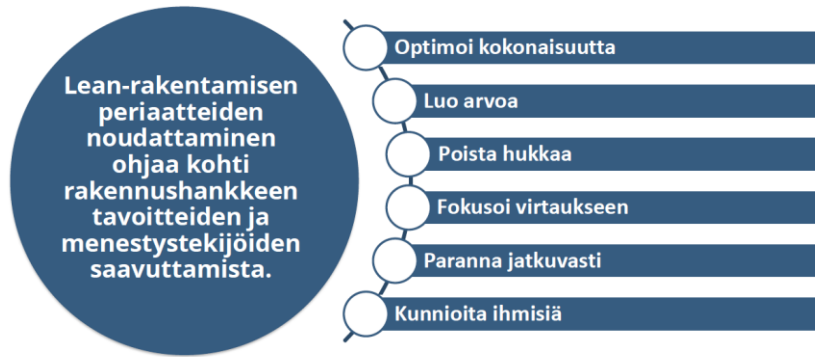 Lean-rakentamisen
periaatteiden
noudattaminen
ohjaa kohti
rakennushankkeen
tavoitteiden ja
menestystekijöiden
saavuttamista.
Optimoi kokonaisuutta
Luo arvoa
Poista hukkaa
Fokusoi virtaukseen
Paranna jatkuvasti
Kunnioita ihmisiä